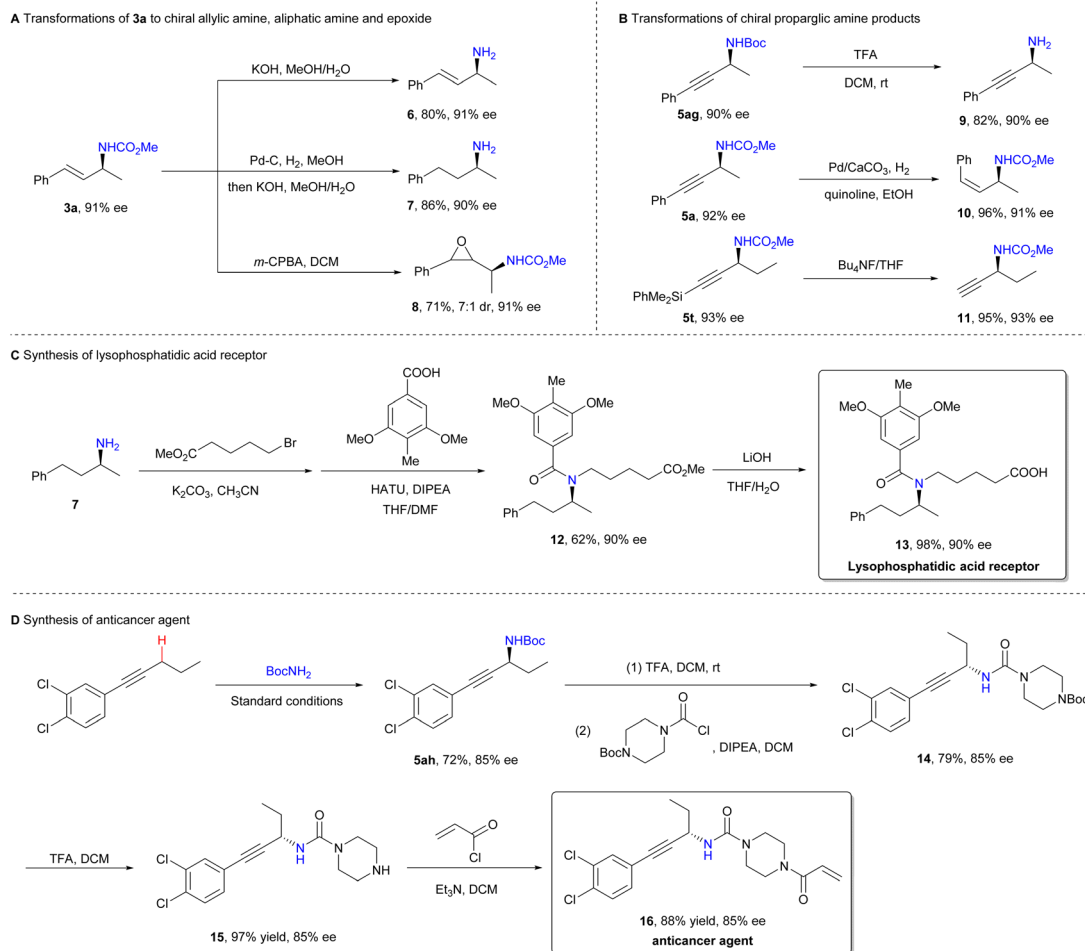 A Transformations of 3a to chiral allylic amine, aliphatic amine and epoxide
NHCO₂Me
Ph
3a, 91% ee
KOH, MeOH/H₂O
NH₂
Ph
6, 80%, 91% ee
Pd-C, H₂, MeOH
then KOH, MeOH/H₂O
NH₂
Ph
7, 86%, 90% ee
m-CPBA, DCM
O
Ph
NHCO₂Me
8, 71%, 7:1 dr, 91% ee
B Transformations of chiral proparglic amine products
NHBoc
Ph
5ag, 90% ee
TFA
DCM, rt
NH₂
Ph
9, 82%, 90% ee
NHCO₂Me
Ph
5a, 92% ee
Pd/CaCO₃, H₂
quinoline, EtOH
Ph
NHCO₂Me
10, 96%, 91% ee
NHCO₂Me
PhMe₂Si
5t, 93% ee
Bu₄NF/THF
NHCO₂Me
11, 95%, 93% ee
C Synthesis of lysophosphatidic acid receptor
NH₂
Ph
7
MeO₂C
Br
K₂CO₃, CH₃CN
COOH
MeO
OMe
Me
HATU, DIPEA
THF/DMF
Me
MeO
OMe
O
N
COOMe
Ph
12, 62%, 90% ee
LiOH
THF/H₂O
Me
MeO
OMe
O
N
COOH
Ph
13, 98%, 90% ee
Lysophosphatidic acid receptor
D Synthesis of anticancer agent
H
Cl
Cl
BocNH₂
Standard conditions
NHBoc
Cl
Cl
5ah, 72%, 85% ee
(1) TFA, DCM, rt
(2)
O
N
Cl
BocN
, DIPEA, DCM
O
N
H
N
NBoc
Cl
Cl
14, 79%, 85% ee
TFA, DCM
O
N
H
N
NH
Cl
Cl
15, 97% yield, 85% ee
O
Cl
Et₃N, DCM
O
N
H
N
N
O
Cl
Cl
16, 88% yield, 85% ee
anticancer agent